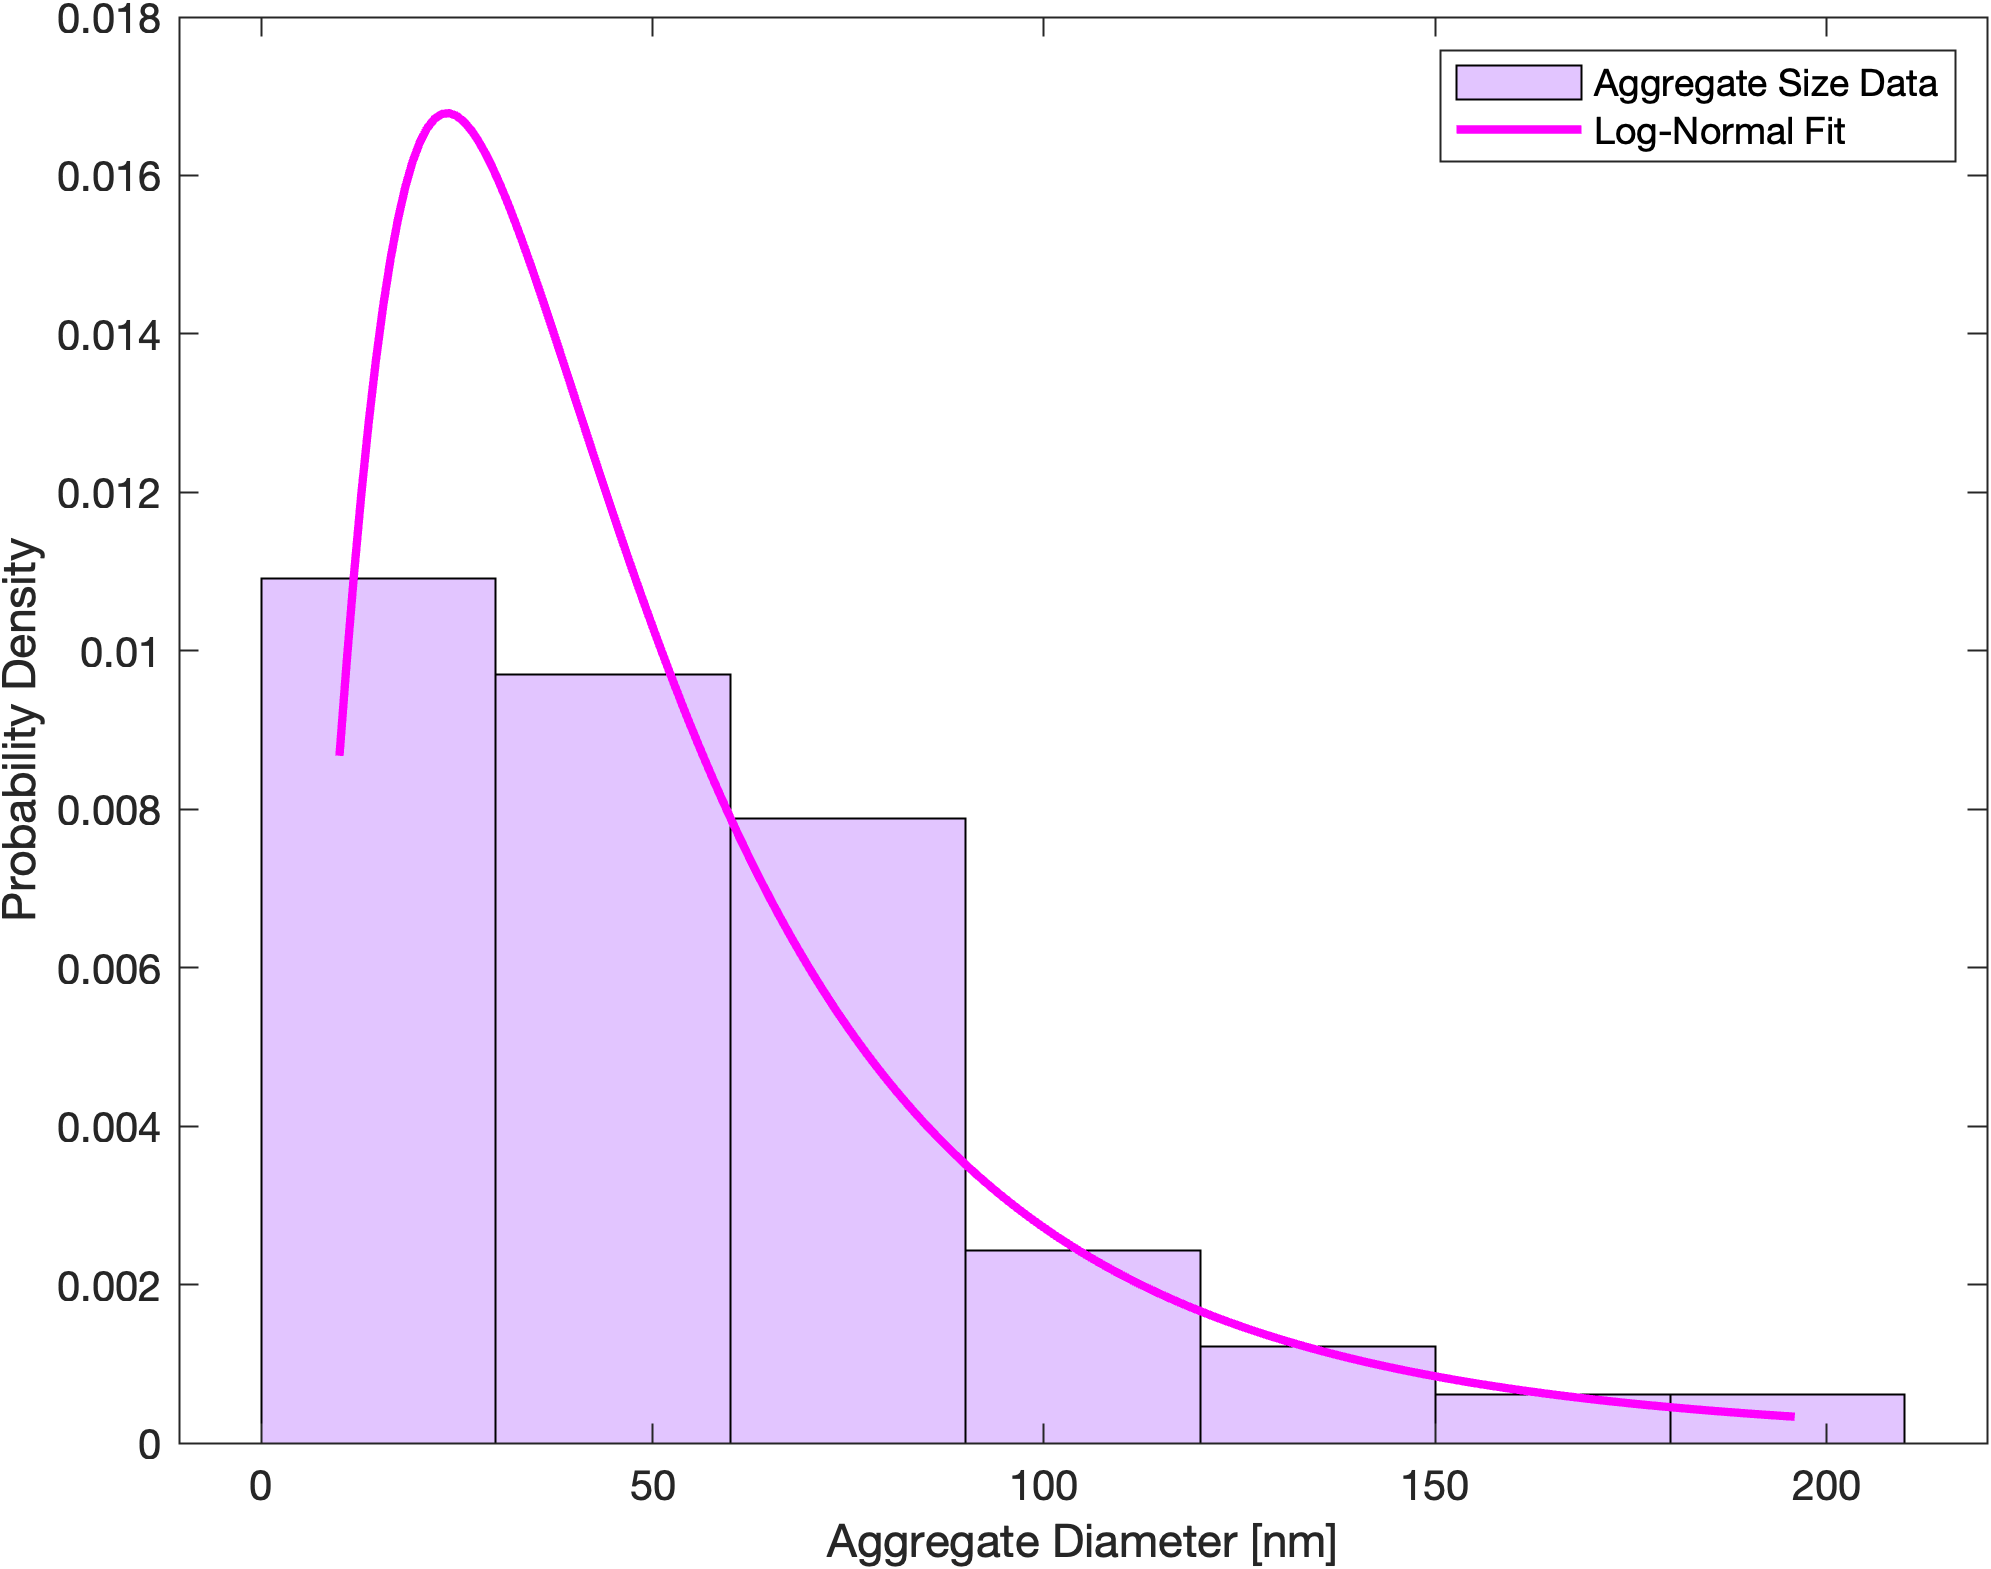 0.018
0.016
0.014
0.012
0.01
0.008
0.006
0.004
0.002
0
Probability Density
Aggregate Size Data
Log-Normal Fit
0 50 100 150 200
Aggregate Diameter [nm]